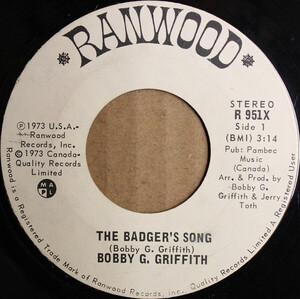 RANWOOD
℗ 1973 U.S.A.-
Ranwood
Records, Inc.
© 1973 Canada-
Quality Records
Limited
MAPL
STEREO
R 951X
Side 1
(BMI) 3:14
Pub: Pambec
Music
(Canada)
Arr. & Prod. by
Bobby G.
Griffith & Jerry
Toth
THE BADGER'S SONG
(Bobby G. Griffith)
BOBBY G. GRIFFITH
Ranwood is a Registered Trade Mark of Ranwood Records, Inc. Quality Records Limited A Registered User